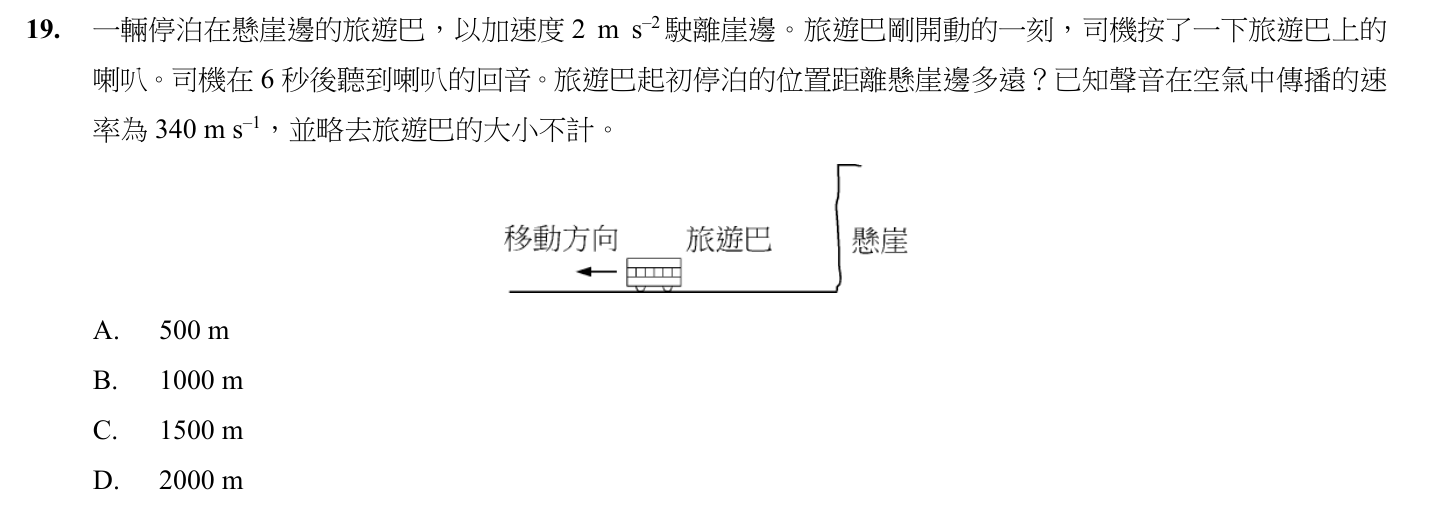 19. 一輛停泊在懸崖邊的旅遊巴，以加速度 2 m s⁻² 駛離崖邊。旅遊巴剛開動的一刻，司機按了一下旅遊巴上的
喇叭。司機在 6 秒後聽到喇叭的回音。旅遊巴起初停泊的位置距離懸崖邊多遠？已知聲音在空氣中傳播的速
率為 340 m s⁻¹，並略去旅遊巴的大小不計。
移動方向 旅遊巴 懸崖
A. 500 m
B. 1000 m
C. 1500 m
D. 2000 m